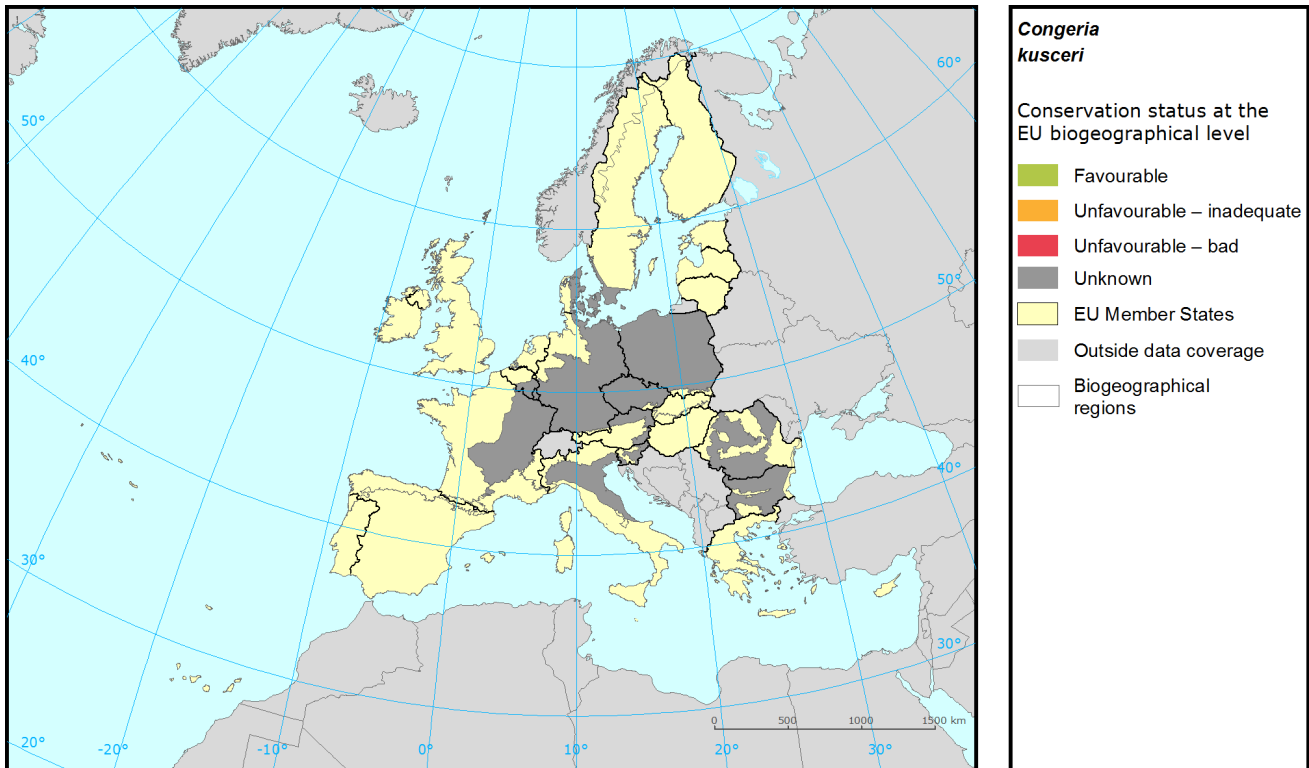 60°
50°
50°
40°
40°
30°
30°
20°
-20°
-10°
0°
10°
20°
30°
0
500
1000
1500 km
Congeria
kusceri
Conservation status at the
EU biogeographical level
Favourable
Unfavourable – inadequate
Unfavourable – bad
Unknown
EU Member States
Outside data coverage
Biogeographical
regions